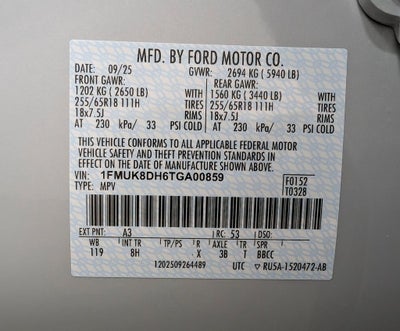 MFD. BY FORD MOTOR CO.
DATE: 09/25 GVWR: 2694 KG ( 5940 LB)
FRONT GAWR: REAR GAWR:
1202 KG ( 2650 LB) WITH 1560 KG ( 3440 LB) WITH
255/65R18 111H TIRES 255/65R18 111H TIRES
18x7.5J RIMS 18x7.5J RIMS
AT 230 kPa/ 33 PSI COLD AT 230 kPa/ 33 PSI COLD
THIS VEHICLE CONFORMS TO ALL APPLICABLE FEDERAL MOTOR
VEHICLE SAFETY AND THEFT PREVENTION STANDARDS IN
EFFECT ON THE DATE OF MANUFACTURE SHOWN ABOVE.
VIN: 1FMUK8DH6TGA00859 F0152
TYPE: MPV T0328
EXT PNT: A3 RC: 53 DSO:
WB INT TR TP/PS R AXLE T SPR
119 8H X 3B T BBCC
1202509264489 UTC RU5A-1520472-AB